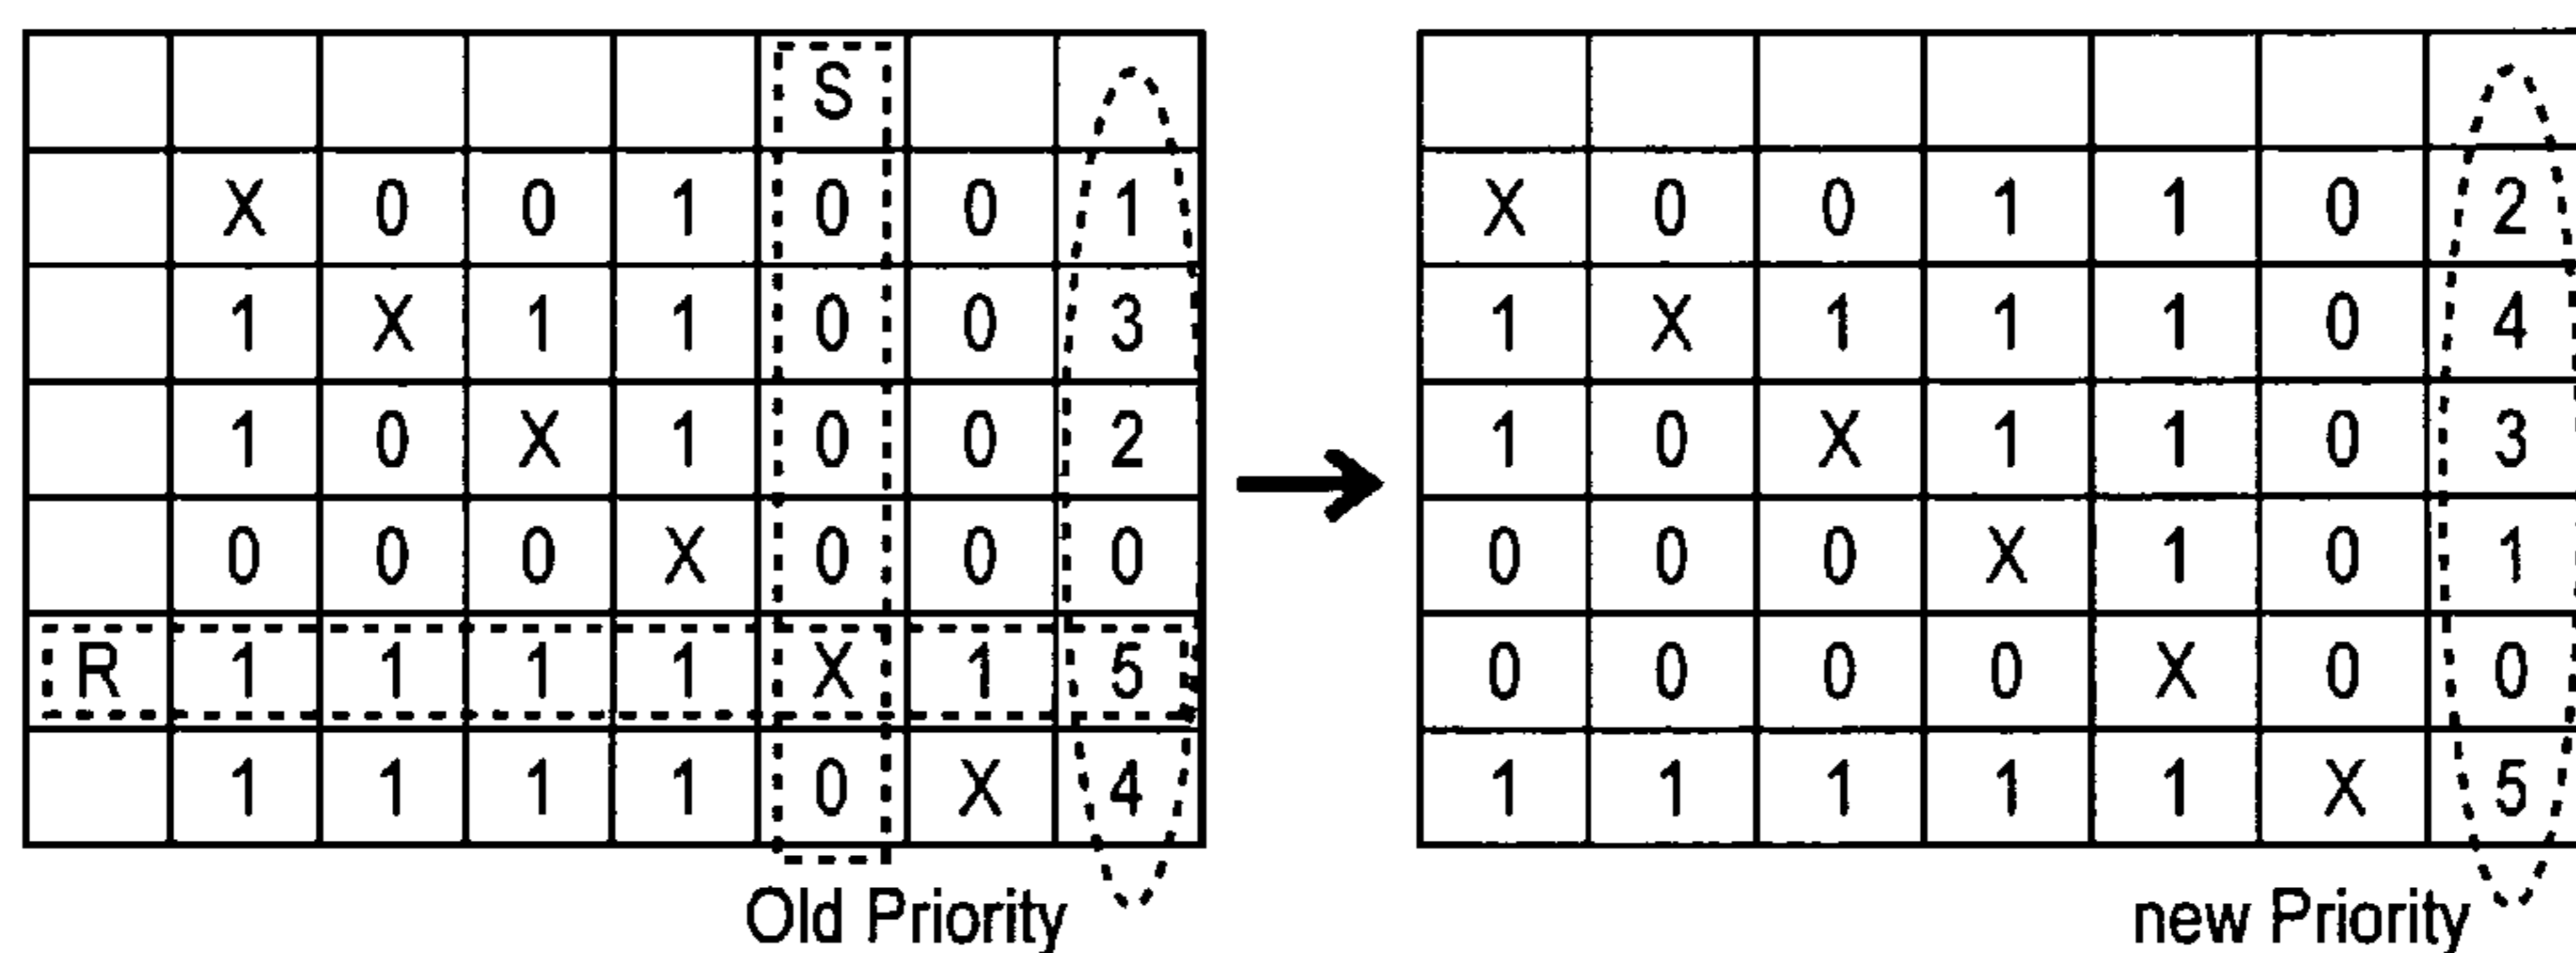 S
X 0 0 1 0 0 1 X 0 0 1 1 0 2
1 X 1 1 0 0 3 1 X 1 1 1 0 4
1 0 X 1 0 0 2 1 0 X 1 1 0 3
0 0 0 X 0 0 0 0 0 0 X 1 0 1
R 1 1 1 1 X 1 5 0 0 0 0 X 0 0
1 1 1 1 0 X 4 1 1 1 1 1 X 5
Old Priority new Priority